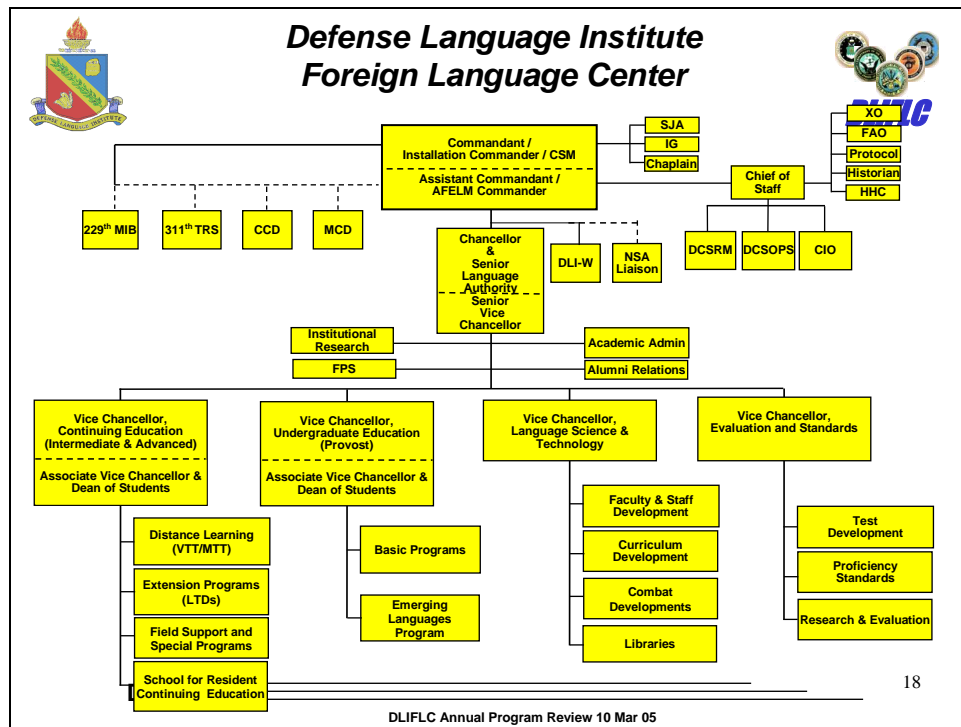 Defense Language Institute
Foreign Language Center
DEFENSE LANGUAGE INSTITUTE
DLIFLC
Commandant /
Installation Commander / CSM
Assistant Commandant /
AFELM Commander
SJA
IG
Chaplain
XO
FAO
Protocol
Historian
HHC
Chief of
Staff
229th MIB
311th TRS
CCD
MCD
Chancellor
&
Senior
Language
Authority
Senior
Vice
Chancellor
DLI-W
NSA
Liaison
DCSRM
DCSOPS
CIO
Institutional
Research
Academic Admin
FPS
Alumni Relations
Vice Chancellor,
Continuing Education
(Intermediate & Advanced)
Associate Vice Chancellor &
Dean of Students
Vice Chancellor,
Undergraduate Education
(Provost)
Associate Vice Chancellor &
Dean of Students
Vice Chancellor,
Language Science &
Technology
Vice Chancellor,
Evaluation and Standards
Distance Learning
(VTT/MTT)
Extension Programs
(LTDs)
Field Support and
Special Programs
School for Resident
Continuing Education
Basic Programs
Emerging
Languages
Program
Faculty & Staff
Development
Curriculum
Development
Combat
Developments
Libraries
Test
Development
Proficiency
Standards
Research & Evaluation
18
DLIFLC Annual Program Review 10 Mar 05